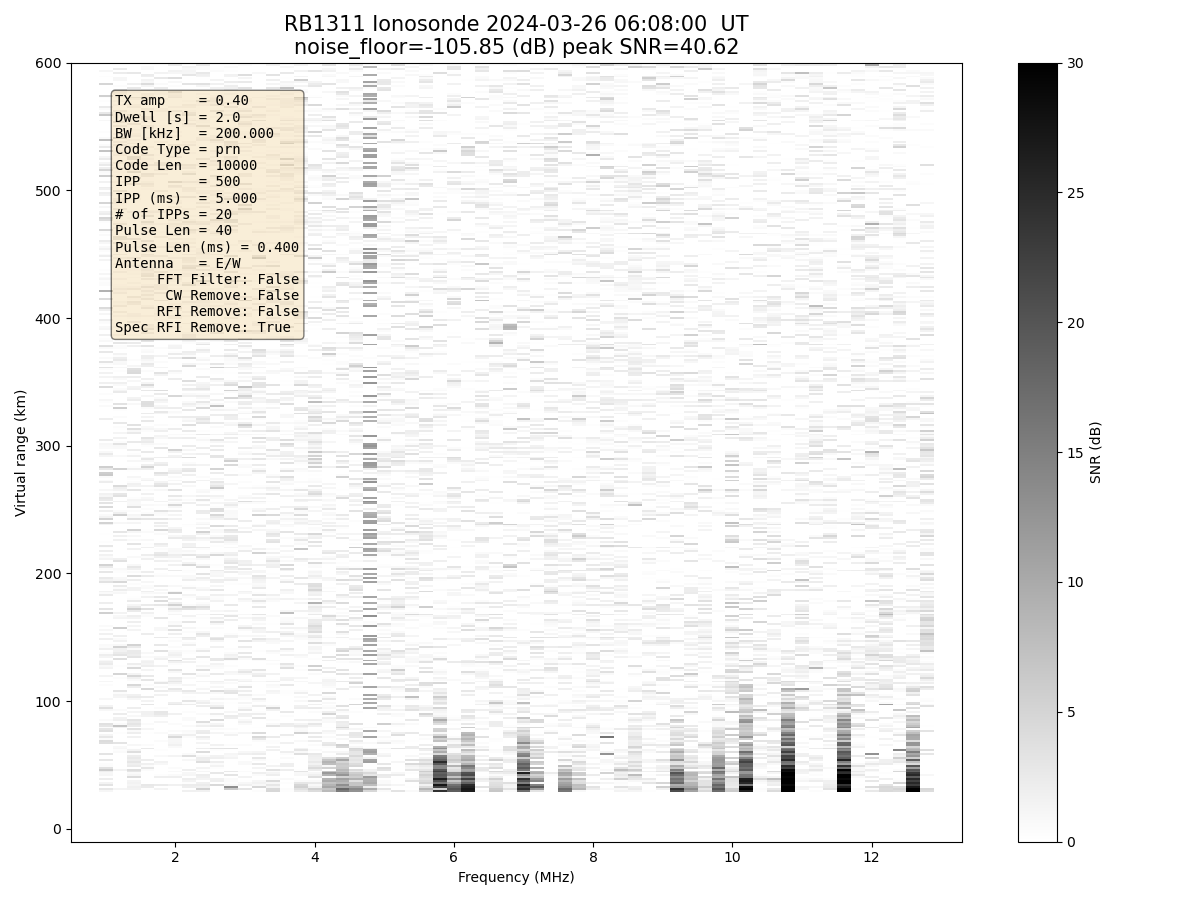 RB1311 Ionosonde 2024-03-26 06:08:00  UT
noise_floor=-105.85 (dB) peak SNR=40.62
TX amp    = 0.40
Dwell [s] = 2.0
BW [kHz]  = 200.000
Code Type = prn
Code Len  = 10000
IPP       = 500
IPP (ms)  = 5.000
# of IPPs = 20
Pulse Len = 40
Pulse Len (ms) = 0.400
Antenna   = E/W
FFT Filter: False
CW Remove: False
RFI Remove: False
Spec RFI Remove: True
600
500
400
300
200
100
0
Virtual range (km)
2
4
6
8
10
12
Frequency (MHz)
30
25
20
15
10
5
0
SNR (dB)